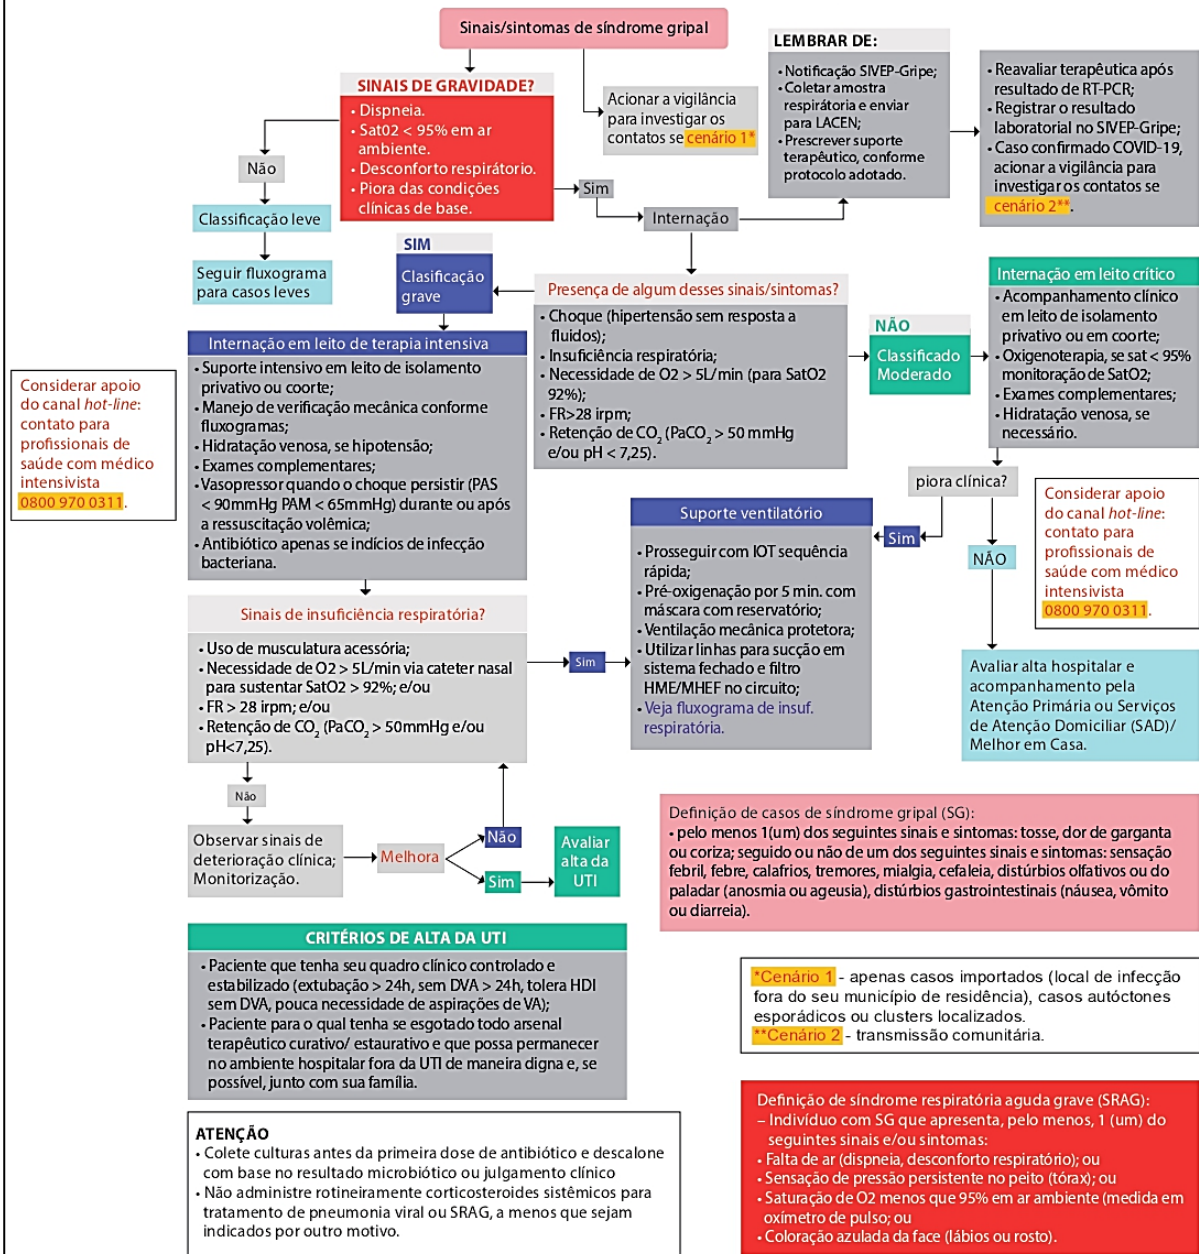 Sinais/sintomas de síndrome gripal
SINAIS DE GRAVIDADE?
• Dispneia.
• Sat02 < 95% em ar
ambiente.
• Desconforto respirátorio.
• Piora das condições
clínicas de base.
Acionar a vigilância
para investigar os
contatos se cenário 1*
LEMBRAR DE:
• Notificação SIVEP-Gripe;
• Coletar amostra
respirátória e enviar
para LACEN;
• Prescrever suporte
terapêutico, conforme
protocolo adotado.
• Reavaliar terapêutica após
resultado de RT-PCR;
• Registrar o resultado
laboratorial no SIVEP-Gripe;
• Caso confirmado COVID-19,
acionar a vigilância para
investigar os contatos se
cenário 2**.
Não
Sim
Internação
Classificação leve
Seguir fluxograma
para casos leves
SIM
Clasificação
grave
Presença de algum desses sinais/sintomas?
• Choque (hipertensão sem resposta a
fluidos);
• Insuficiência respiratória;
• Necessidade de O2 > 5L/min (para SatO2
92%);
• FR>28 irpm;
• Retenção de CO₂ (PaCO₂ > 50 mmHg
e/ou pH < 7,25).
NÃO
Classificado
Moderado
Internação em leito crítico
• Acompanhamento clínico
em leito de isolamento
privativo ou em coorte;
• Oxigenoterapia, se sat < 95%
monitoração de SatO2;
• Exames complementares;
• Hidratação venosa, se
necessário.
Internação em leito de terapia intensiva
• Suporte intensivo em leito de isolamento
privativo ou coorte;
• Manejo de verificação mecânica conforme
fluxogramas;
• Hidratação venosa, se hipotensão;
• Exames complementares;
• Vasopressor quando o choque persistir (PAS
< 90mmHg PAM < 65mmHg) durante ou após
a ressuscitação volêmica;
• Antibiótico apenas se indícios de infecção
bacteriana.
Considerar apoio
do canal hot-line:
contato para
profissionais de
saúde com médico
intensivista
0800 970 0311.
piora clínica?
Sim
NÃO
Considerar apoio
do canal hot-line:
contato para
profissionais de
saúde com médico
intensivista
0800 970 0311.
Suporte ventilatório
• Prosseguir com IOT sequência
rápida;
• Pré-oxigenação por 5 min. com
máscara com reservatório;
• Ventilação mecânica protetora;
• Utilizar linhas para sucção em
sistema fechado e filtro
HME/MHEF no circuito;
• Veja fluxograma de insuf.
respiratória.
Sinais de insuficiência respiratória?
• Uso de musculatura acessória;
• Necessidade de O2 > 5L/min via cateter nasal
para sustentar SatO2 > 92%; e/ou
• FR > 28 irpm; e/ou
• Retenção de CO₂ (PaCO₂ > 50mmHg e/ou
pH<7,25).
Sim
Avaliar alta hospitalar e
acompanhamento pela
Atenção Primária ou Serviços
de Atenção Domiciliar (SAD)/
Melhor em Casa.
Não
Observar sinais de
deterioração clínica;
Monitorização.
Melhora
Não
Sim
Avaliar
alta da
UTI
Definição de casos de síndrome gripal (SG):
• pelo menos 1(um) dos seguintes sinais e sintomas: tosse, dor de garganta
ou coriza; seguido ou não de um dos seguintes sinais e sintomas: sensação
febril, febre, calafrios, tremores, mialgia, cefaleia, distúrbios olfativos ou do
paladar (anosmia ou ageusia), distúrbios gastrointestinais (náusea, vômito
ou diarreia).
CRITÉRIOS DE ALTA DA UTI
• Paciente que tenha seu quadro clínico controlado e
estabilizado (extubação > 24h, sem DVA > 24h, tolera HDI
sem DVA, pouca necessidade de aspirações de VA);
• Paciente para o qual tenha se esgotado todo arsenal
terapêutico curativo/ estaurativo e que possa permanecer
no ambiente hospitalar fora da UTI de maneira digna e, se
possível, junto com sua família.
*Cenário 1 - apenas casos importados (local de infecção
fora do seu município de residência), casos autóctones
esporádicos ou clusters localizados.
**Cenário 2 - transmissão comunitária.
ATENÇÃO
• Colete culturas antes da primeira dose de antibiótico e descalone
com base no resultado microbiótico ou julgamento clínico
• Não administre rotineiramente corticosteroides sistêmicos para
tratamento de pneumonia viral ou SRAG, a menos que sejam
indicados por outro motivo.
Definição de síndrome respiratória aguda grave (SRAG):
– Indivíduo com SG que apresenta, pelo menos, 1 (um) do
seguintes sinais e/ou sintomas:
• Falta de ar (dispneia, desconforto respiratório); ou
• Sensação de pressão persistente no peito (tórax); ou
• Saturação de O2 menos que 95% em ar ambiente (medida em
oxímetro de pulso; ou
• Coloração azulada da face (lábios ou rosto).